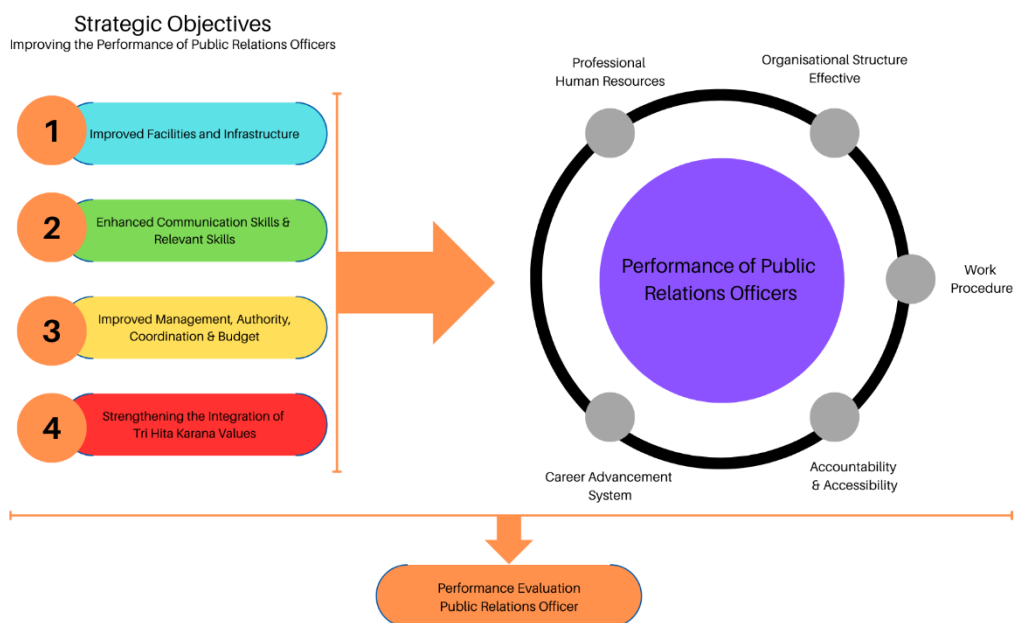 Strategic Objectives
Improving the Performance of Public Relations Officers
1
Improved Facilities and Infrastructure
2
Enhanced Communication Skills &
Relevant Skills
3
Improved Management, Authority,
Coordination & Budget
4
Strengthening the Integration of
Tri Hita Karana Values
Professional
Human Resources
Organisational Structure
Effective
Performance of Public
Relations Officers
Work
Procedure
Career Advancement
System
Accountability
& Accessibility
Performance Evaluation
Public Relations Officer